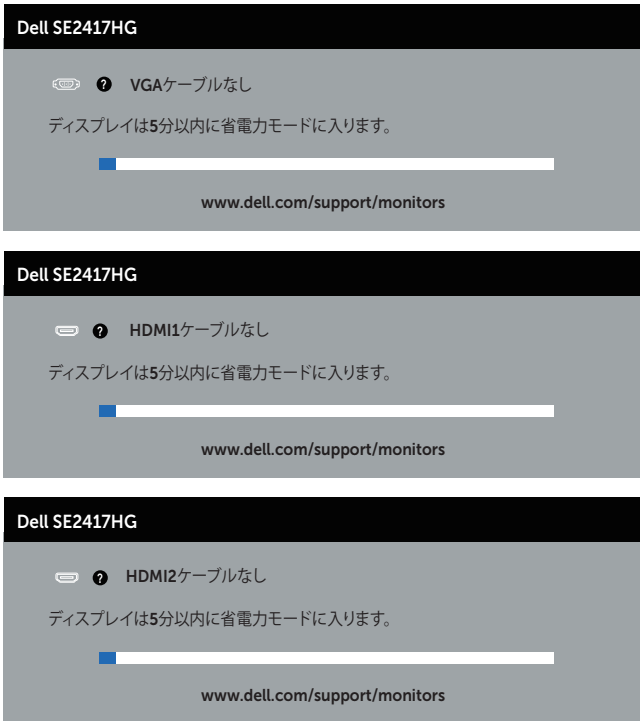 Dell SE2417HG
? VGAケーブルなし
ディスプレイは5分以内に省電力モードに入ります。
www.dell.com/support/monitors
Dell SE2417HG
? HDMI1ケーブルなし
ディスプレイは5分以内に省電力モードに入ります。
www.dell.com/support/monitors
Dell SE2417HG
? HDMI2ケーブルなし
ディスプレイは5分以内に省電力モードに入ります。
www.dell.com/support/monitors